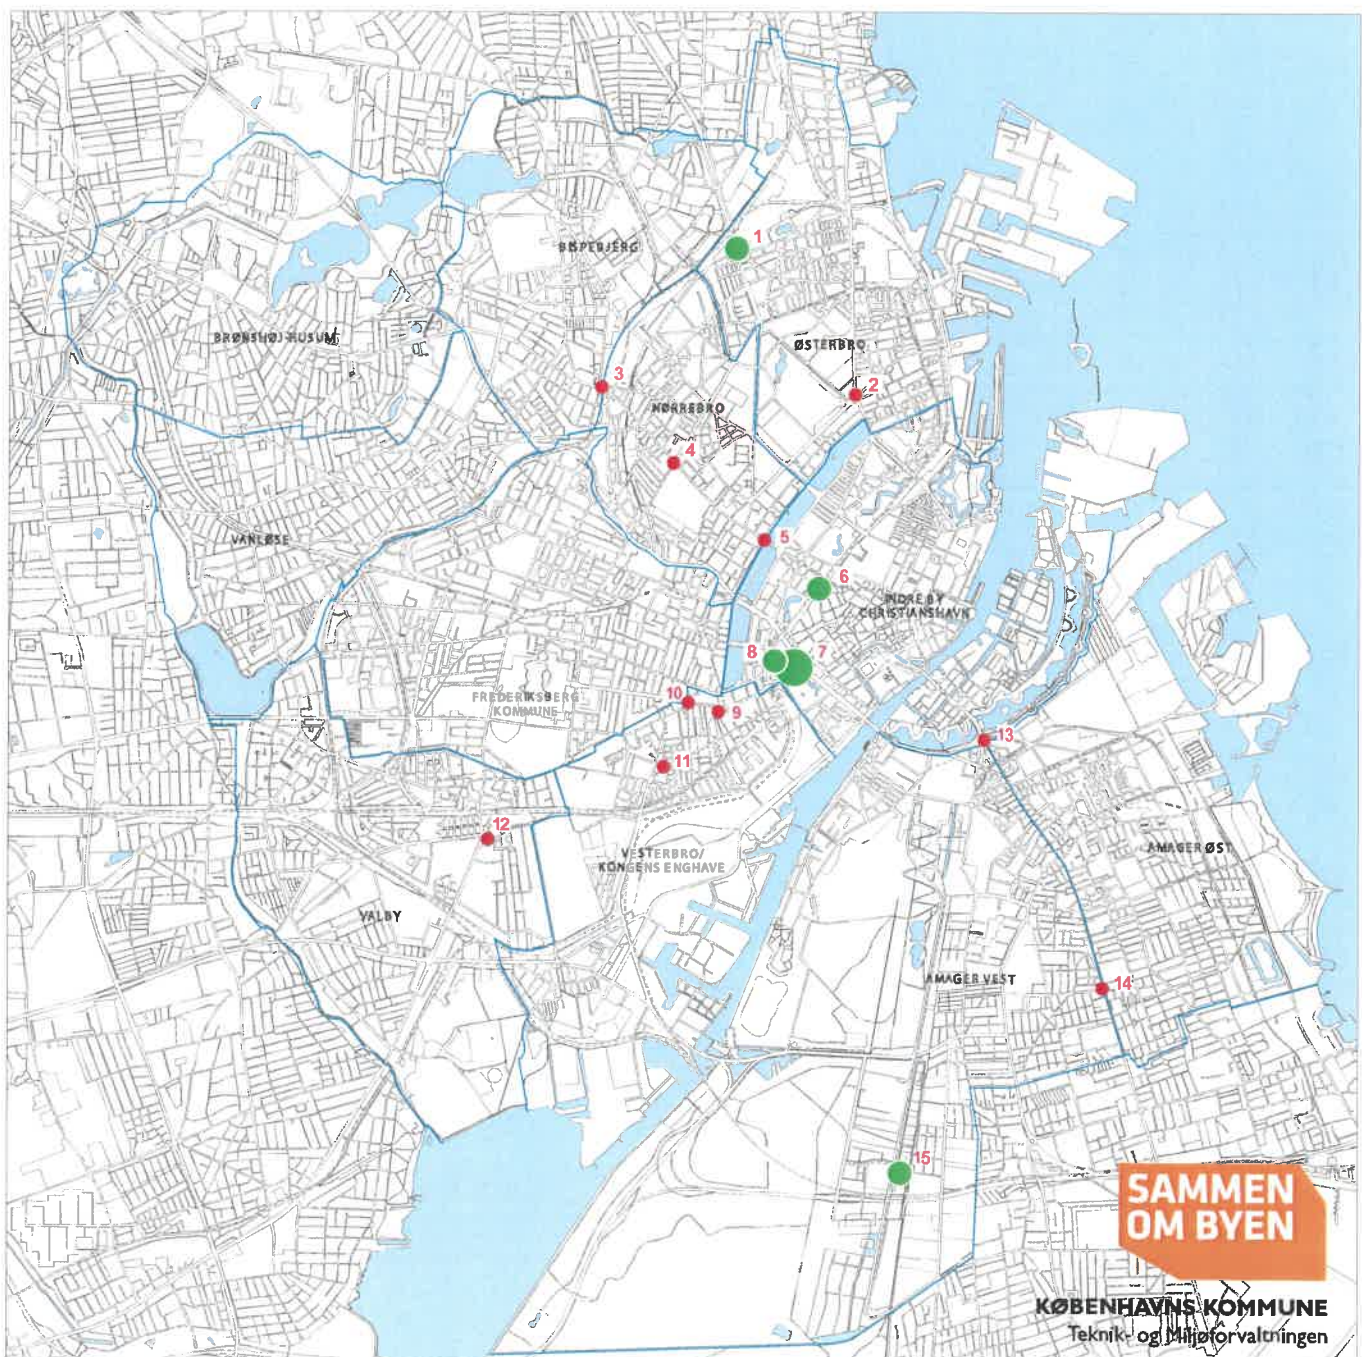 1
BISPEBJERG
BRØNSHØJ-HUSUM
ØSTERBRO
3
2
NØRREBRO
4
VANLØSE
5
6
INDRE BY
CHRISTIANSHAVN
8
7
FREDERIKSBERG
KOMMUNE
10
9
13
11
12
VESTERBRO/
KONGENS ENGHAVE
AMAGER ØST
VALBY
AMAGER VEST
14
15
SAMMEN
OM BYEN
KØBENHAVNS KOMMUNE
Teknik- og Miljøforvaltningen